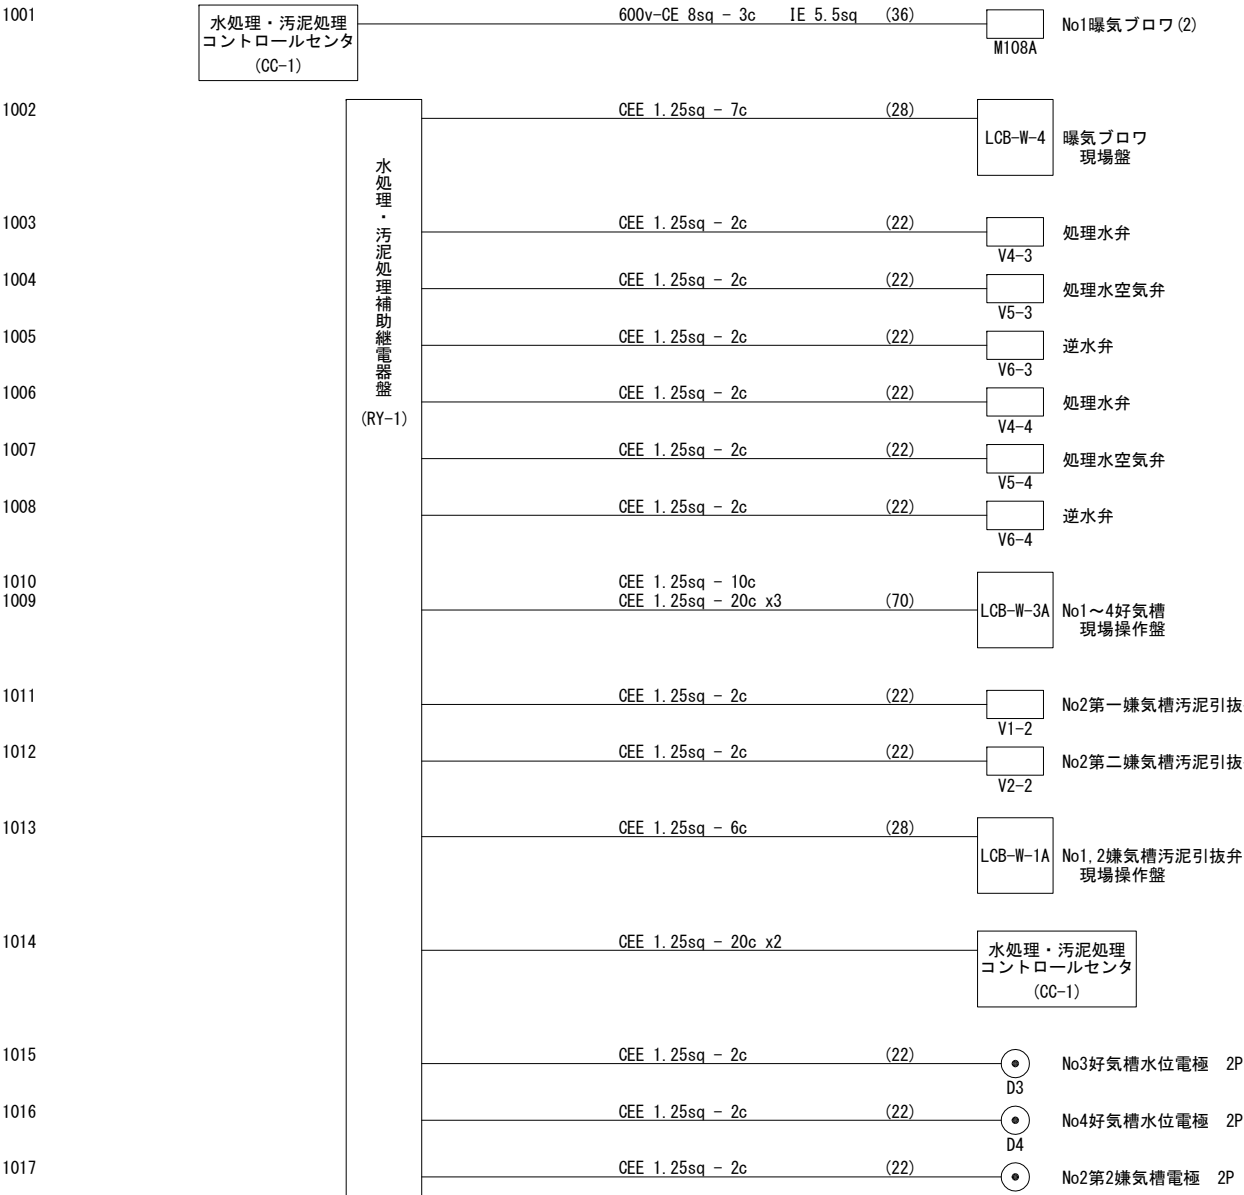 1001
水処理・汚泥処理
コントロールセンタ
(CC-1)
600v-CE 8sq - 3c IE 5.5sq (36)
M108A
No1曝気ブロワ(2)
水処理・汚泥処理補助継電器盤
(RY-1)
1002
CEE 1.25sq - 7c (28)
LCB-W-4
曝気ブロワ
現場盤
1003
CEE 1.25sq - 2c (22)
V4-3
処理水弁
1004
CEE 1.25sq - 2c (22)
V5-3
処理水空気弁
1005
CEE 1.25sq - 2c (22)
V6-3
逆水弁
1006
CEE 1.25sq - 2c (22)
V4-4
処理水弁
1007
CEE 1.25sq - 2c (22)
V5-4
処理水空気弁
1008
CEE 1.25sq - 2c (22)
V6-4
逆水弁
1010
CEE 1.25sq - 10c
1009
CEE 1.25sq - 20c x3 (70)
LCB-W-3A
No1～4好気槽
現場操作盤
1011
CEE 1.25sq - 2c (22)
V1-2
No2第一嫌気槽汚泥引抜
1012
CEE 1.25sq - 2c (22)
V2-2
No2第二嫌気槽汚泥引抜
1013
CEE 1.25sq - 6c (28)
LCB-W-1A
No1,2嫌気槽汚泥引抜弁
現場操作盤
1014
CEE 1.25sq - 20c x2
水処理・汚泥処理
コントロールセンタ
(CC-1)
1015
CEE 1.25sq - 2c (22)
D3
No3好気槽水位電極 2P
1016
CEE 1.25sq - 2c (22)
D4
No4好気槽水位電極 2P
1017
CEE 1.25sq - 2c (22)
No2第2嫌気槽電極 2P